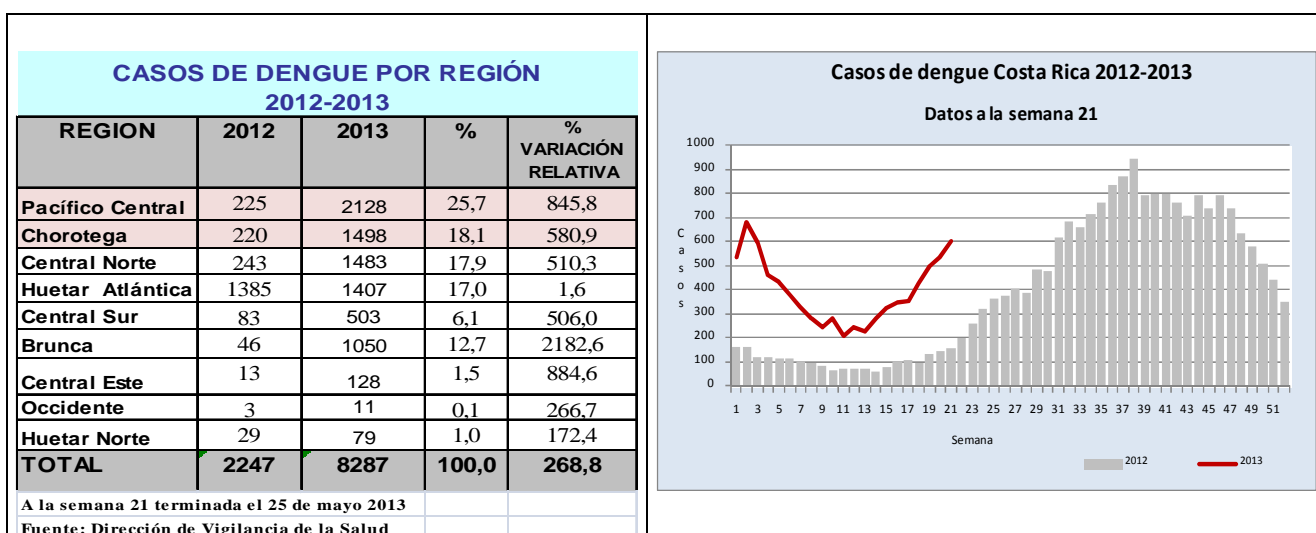 CASOS DE DENGUE POR REGIÓN
2012-2013
REGION 2012 2013 % % VARIACIÓN RELATIVA
Pacífico Central 225 2128 25,7 845,8
Chorotega 220 1498 18,1 580,9
Central Norte 243 1483 17,9 510,3
Huetar Atlántica 1385 1407 17,0 1,6
Central Sur 83 503 6,1 506,0
Brunca 46 1050 12,7 2182,6
Central Este 13 128 1,5 884,6
Occidente 3 11 0,1 266,7
Huetar Norte 29 79 1,0 172,4
TOTAL 2247 8287 100,0 268,8
A la semana 21 terminada el 25 de mayo 2013
Fuente: Dirección de Vigilancia de la Salud
Casos de dengue Costa Rica 2012-2013
Datos a la semana 21
Casos
1000
900
800
700
600
500
400
300
200
100
0
1 3 5 7 9 11 13 15 17 19 21 23 25 27 29 31 33 35 37 39 41 43 45 47 49 51
Semana
2012 2013